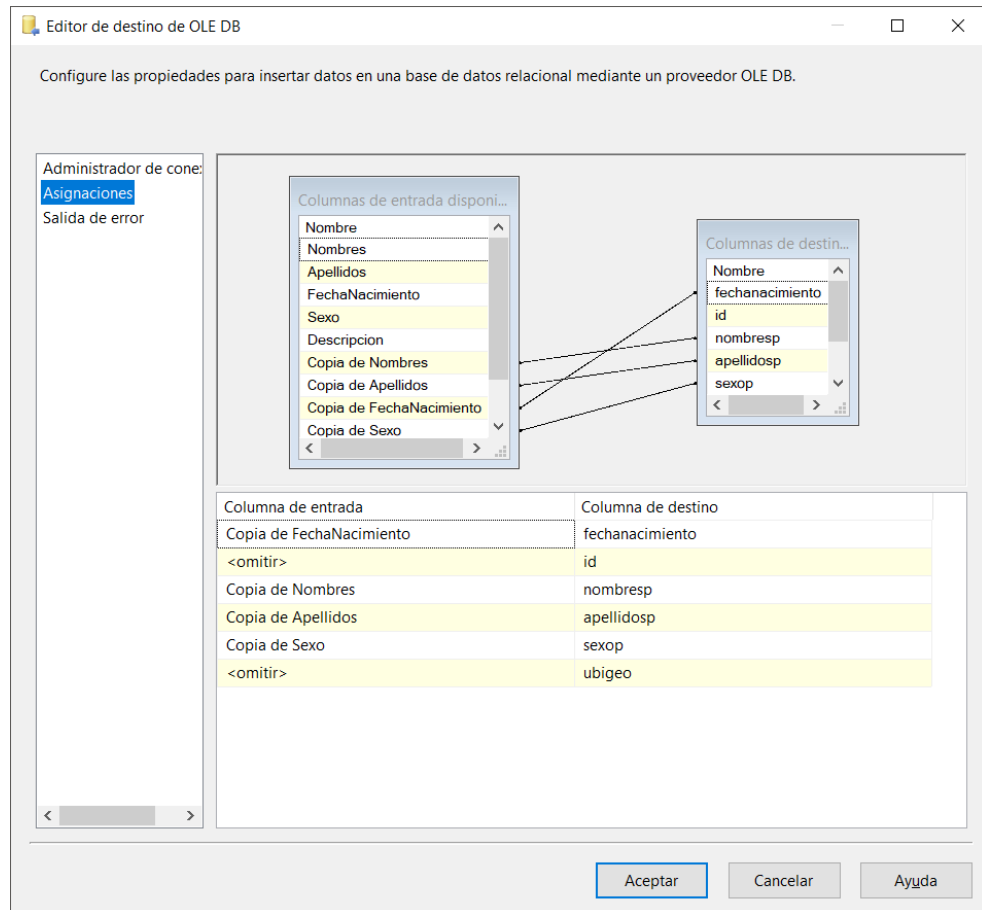 Editor de destino de OLE DB
Configure las propiedades para insertar datos en una base de datos relacional mediante un proveedor OLE DB.
Administrador de cone:
Asignaciones
Salida de error
Columnas de entrada disponi...
Nombre
Nombres
Apellidos
FechaNacimiento
Sexo
Descripcion
Copia de Nombres
Copia de Apellidos
Copia de FechaNacimiento
Copia de Sexo
Columnas de destin...
Nombre
fechanacimiento
id
nombresp
apellidosp
sexop
Columna de entrada Columna de destino
Copia de FechaNacimiento fechanacimiento
<omitir> id
Copia de Nombres nombresp
Copia de Apellidos apellidosp
Copia de Sexo sexop
<omitir> ubigeo
Aceptar Cancelar Ayuda